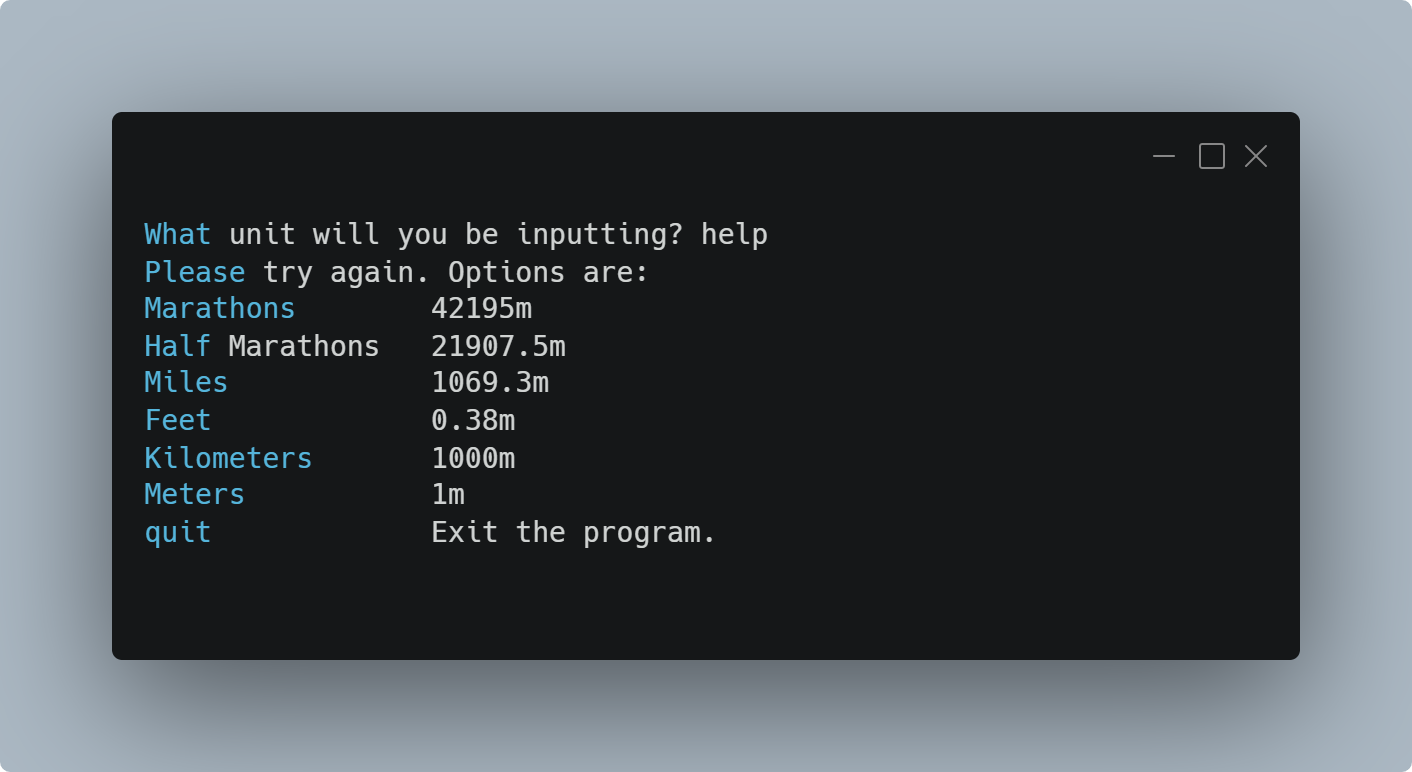 What unit will you be inputting? help
Please try again. Options are:
Marathons        42195m
Half Marathons   21907.5m
Miles            1069.3m
Feet             0.38m
Kilometers       1000m
Meters           1m
quit             Exit the program.